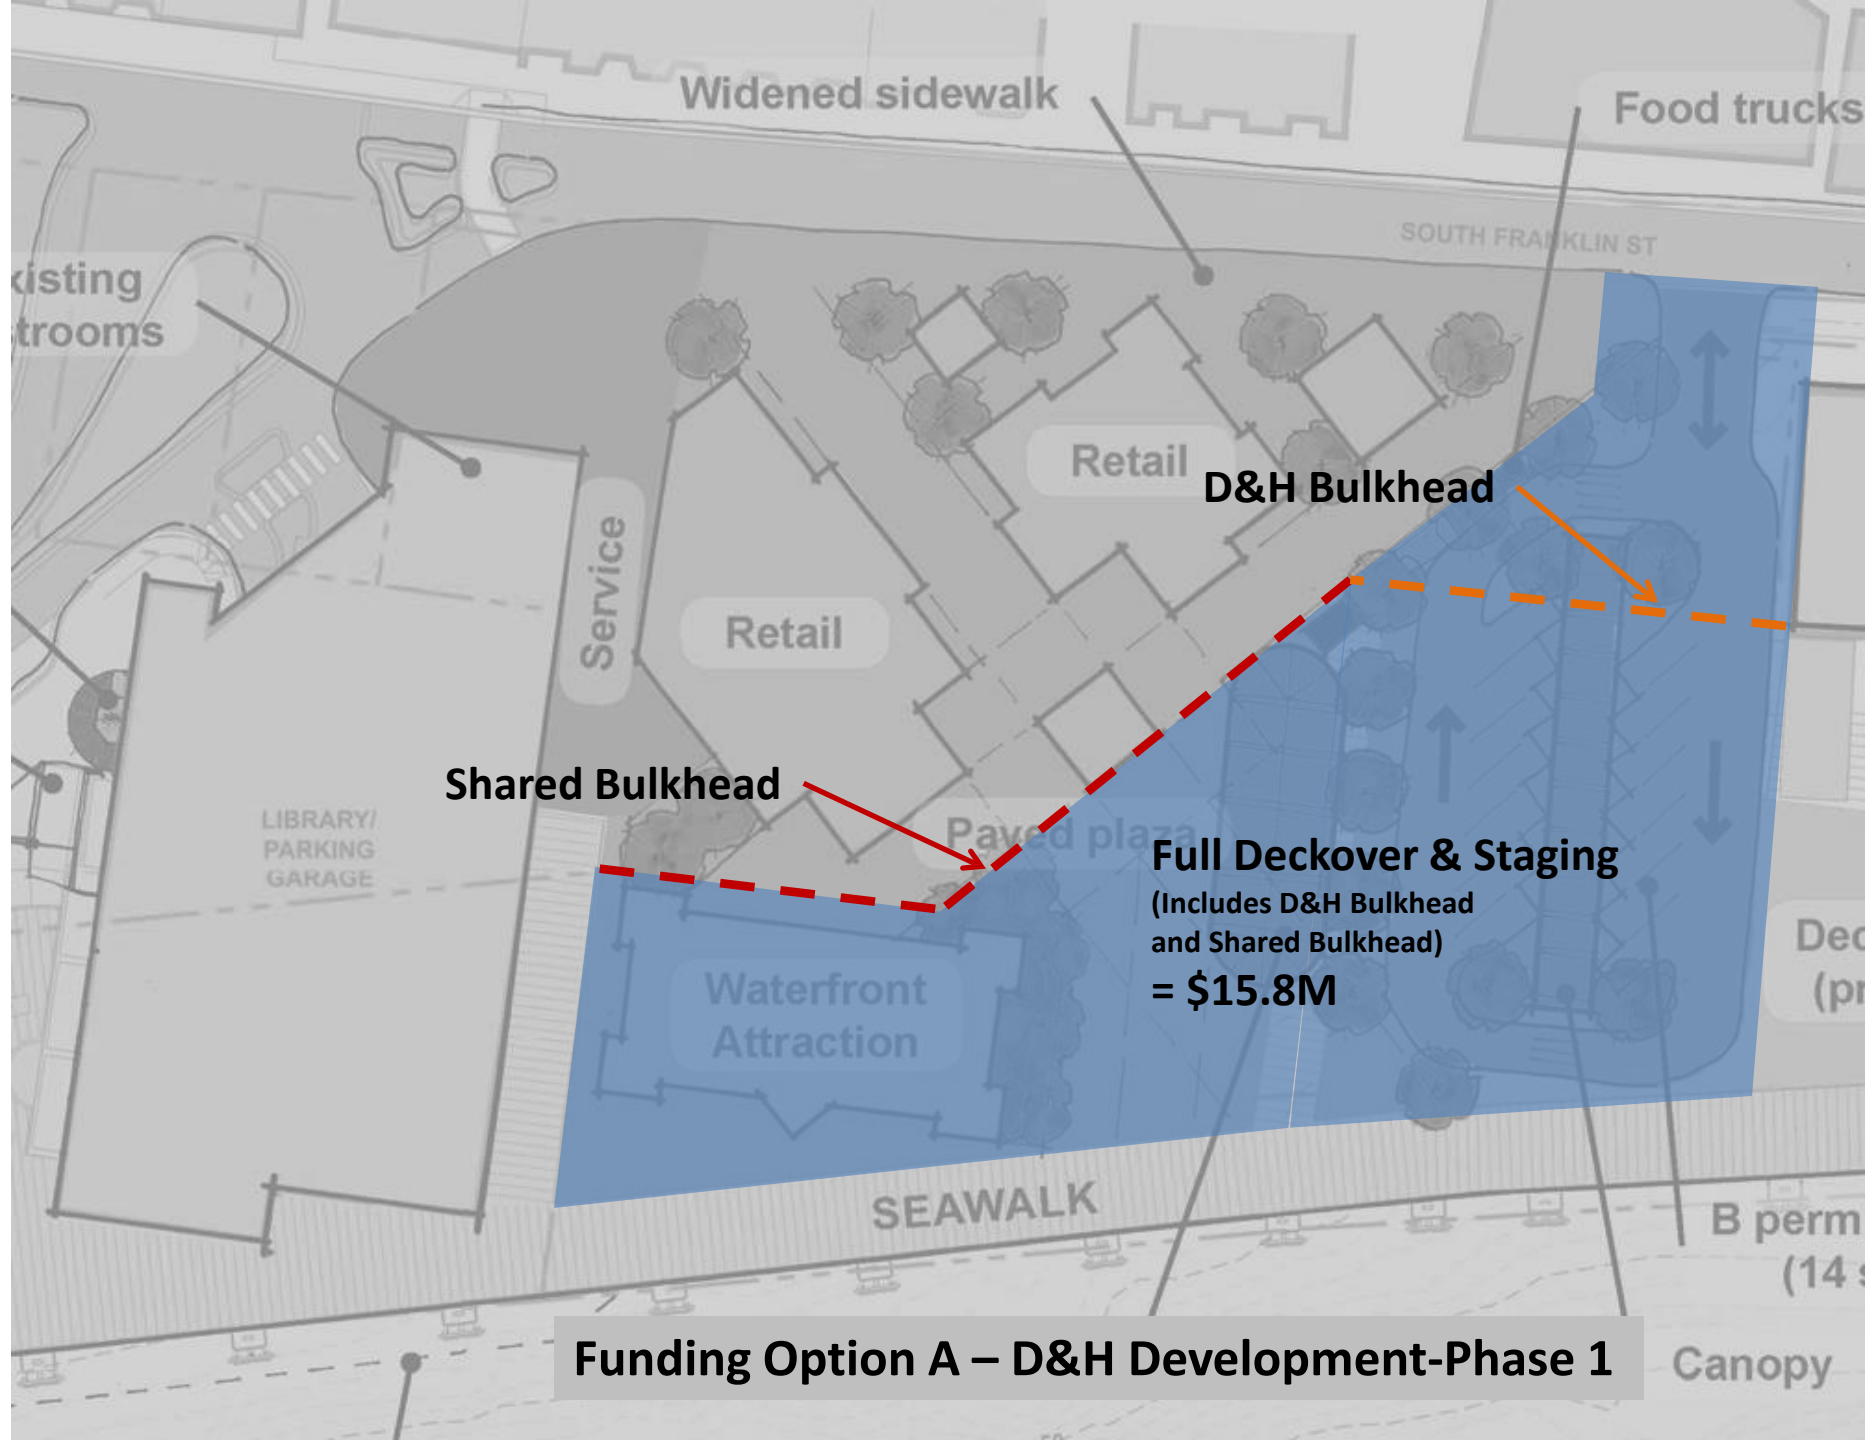 Widened sidewalk
Food trucks
SOUTH FRANKLIN ST
xisting
strooms
Retail
D&H Bulkhead
Service
Retail
Shared Bulkhead
LIBRARY/
PARKING
GARAGE
Paved plaza
Full Deckover & Staging
(Includes D&H Bulkhead
and Shared Bulkhead)
= $15.8M
Waterfront
Attraction
Dec
(pr
SEAWALK
B perm
(14 s
Funding Option A – D&H Development-Phase 1
Canopy